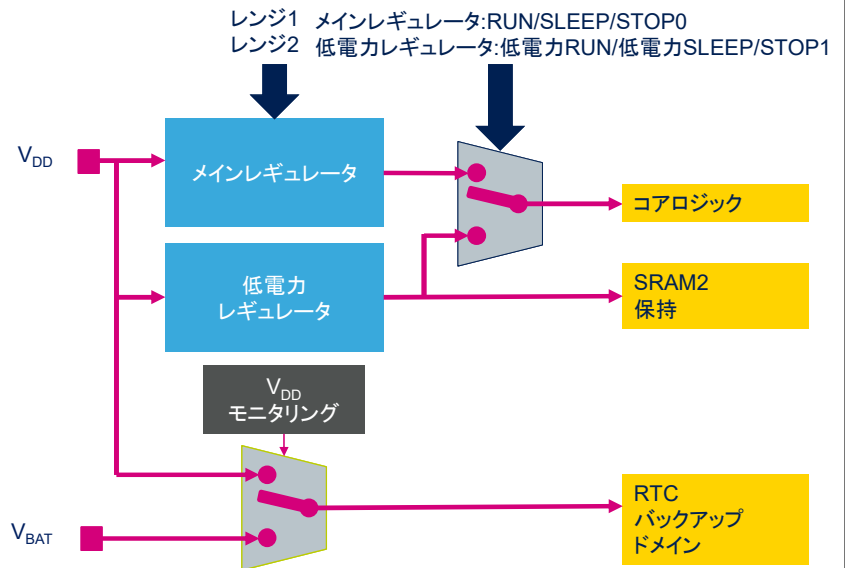 レンジ1 メインレギュレータ:RUN/SLEEP/STOP0
レンジ2 低電力レギュレータ:低電力RUN/低電力SLEEP/STOP1
VDD
メインレギュレータ
コアロジック
低電力
レギュレータ
SRAM2
保持
VDD
モニタリング
RTC
バックアップ
ドメイン
VBAT